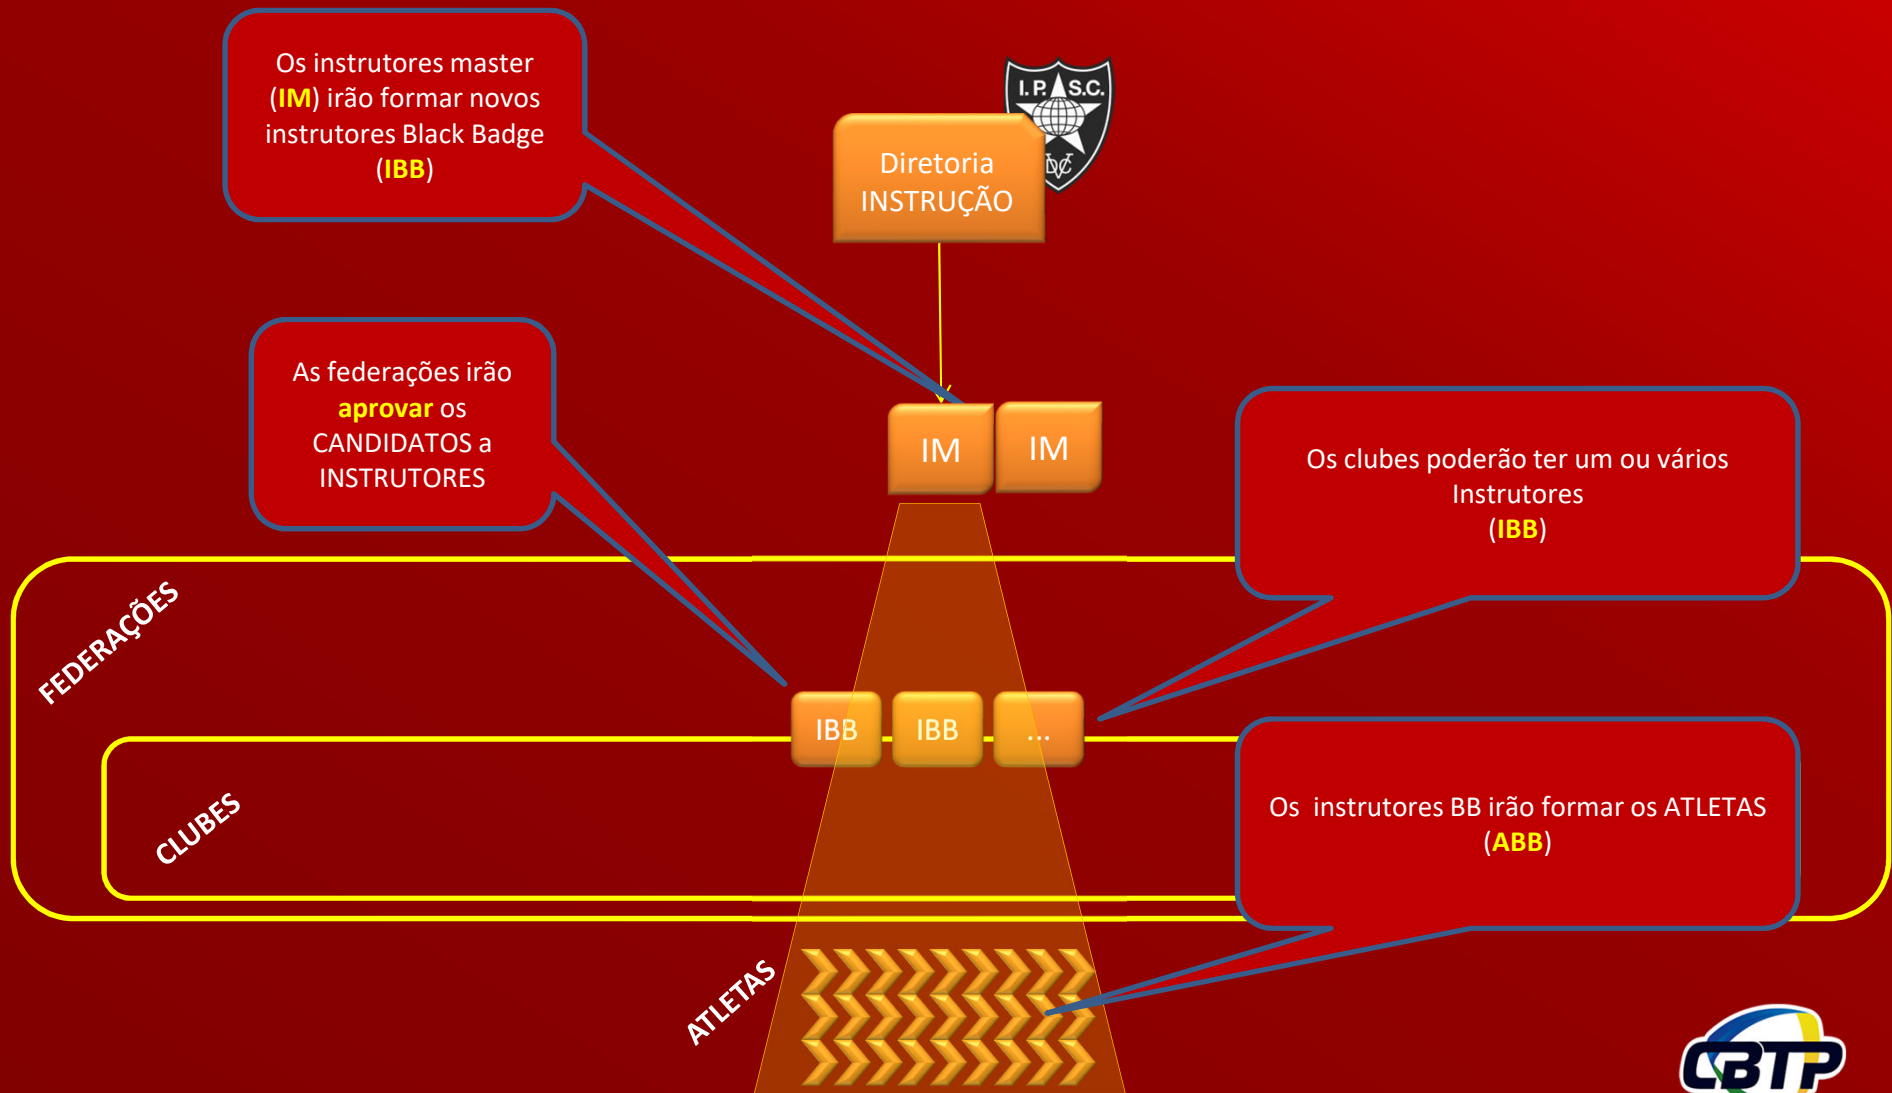 Os instrutores master
(IM) irão formar novos
instrutores Black Badge
(IBB)
I.P. S.C.
DVC
Diretoria
INSTRUÇÃO
As federações irão
aprovar os
CANDIDATOS a
INSTRUTORES
IM
IM
Os clubes poderão ter um ou vários
Instrutores
(IBB)
FEDERAÇÕES
IBB
IBB
...
CLUBES
Os  instrutores BB irão formar os ATLETAS
(ABB)
ATLETAS
CBTP